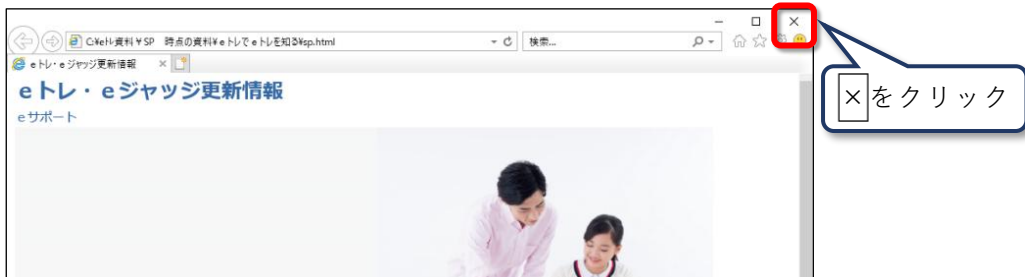 C:¥eﾄﾚ資料¥SP 時点の資料¥eトレでeトレを知る¥sp.html
検索...
eトレ・eジャッジ更新情報
eトレ・eジャッジ更新情報
eサポート
×をクリック